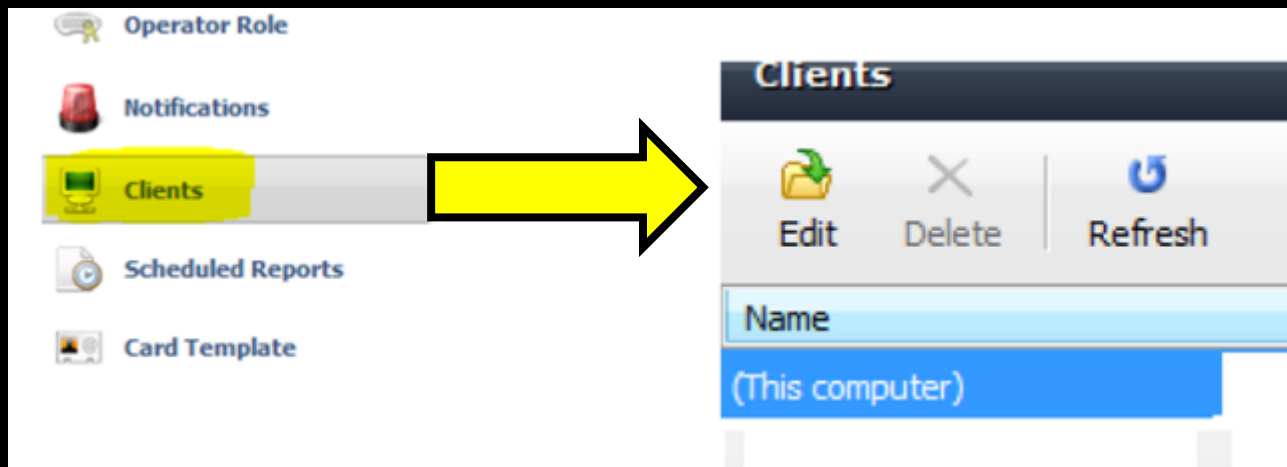 Operator Role
Notifications
Clients
Scheduled Reports
Card Template
Clients
Edit Delete Refresh
Name
(This computer)